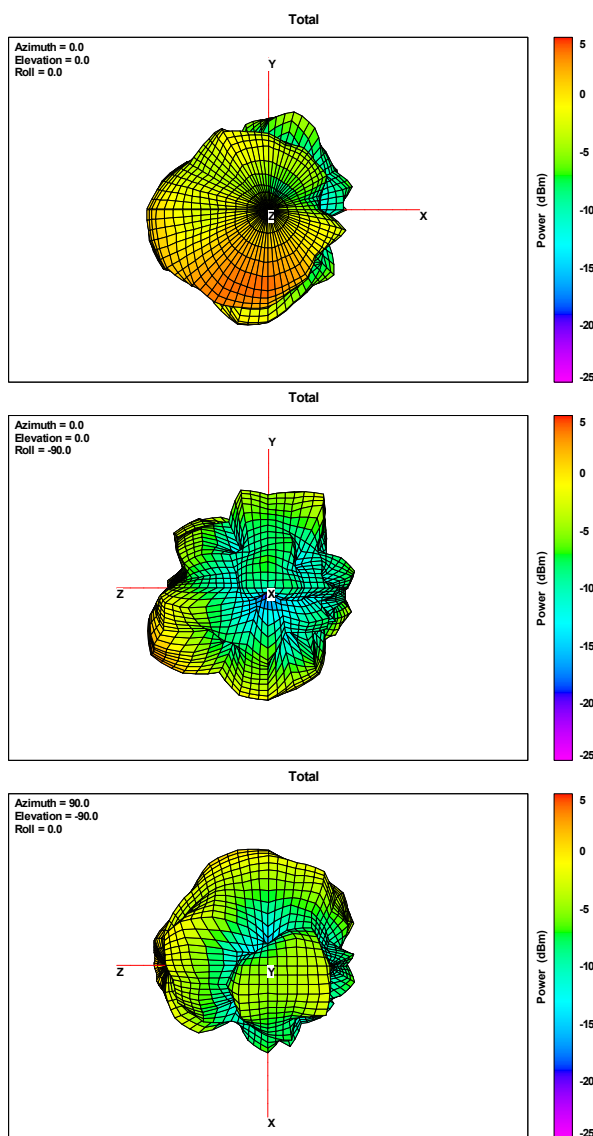 Total
Azimuth = 0.0
Elevation = 0.0
Roll = 0.0
Y
Z
X
5
0
-5
-10
-15
-20
-25
Power (dBm)
Total
Azimuth = 0.0
Elevation = 0.0
Roll = -90.0
Y
Z
X
5
0
-5
-10
-15
-20
-25
Power (dBm)
Total
Azimuth = 90.0
Elevation = -90.0
Roll = 0.0
Z
Y
X
5
0
-5
-10
-15
-20
-25
Power (dBm)